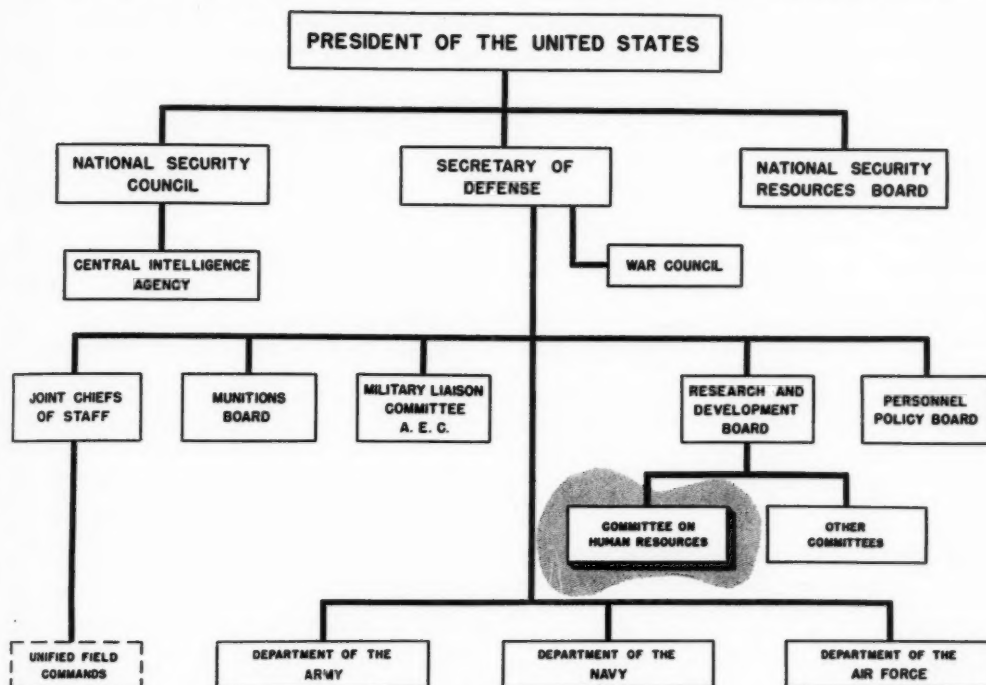 PRESIDENT OF THE UNITED STATES
NATIONAL SECURITY
COUNCIL
SECRETARY OF
DEFENSE
NATIONAL SECURITY
RESOURCES BOARD
CENTRAL INTELLIGENCE
AGENCY
WAR COUNCIL
JOINT CHIEFS
OF STAFF
MUNITIONS
BOARD
MILITARY LIAISON
COMMITTEE
A. E. C.
RESEARCH AND
DEVELOPMENT
BOARD
PERSONNEL
POLICY BOARD
COMMITTEE ON
HUMAN RESOURCES
OTHER
COMMITTEES
UNIFIED FIELD
COMMANDS
DEPARTMENT OF THE
ARMY
DEPARTMENT OF THE
NAVY
DEPARTMENT OF THE
AIR FORCE